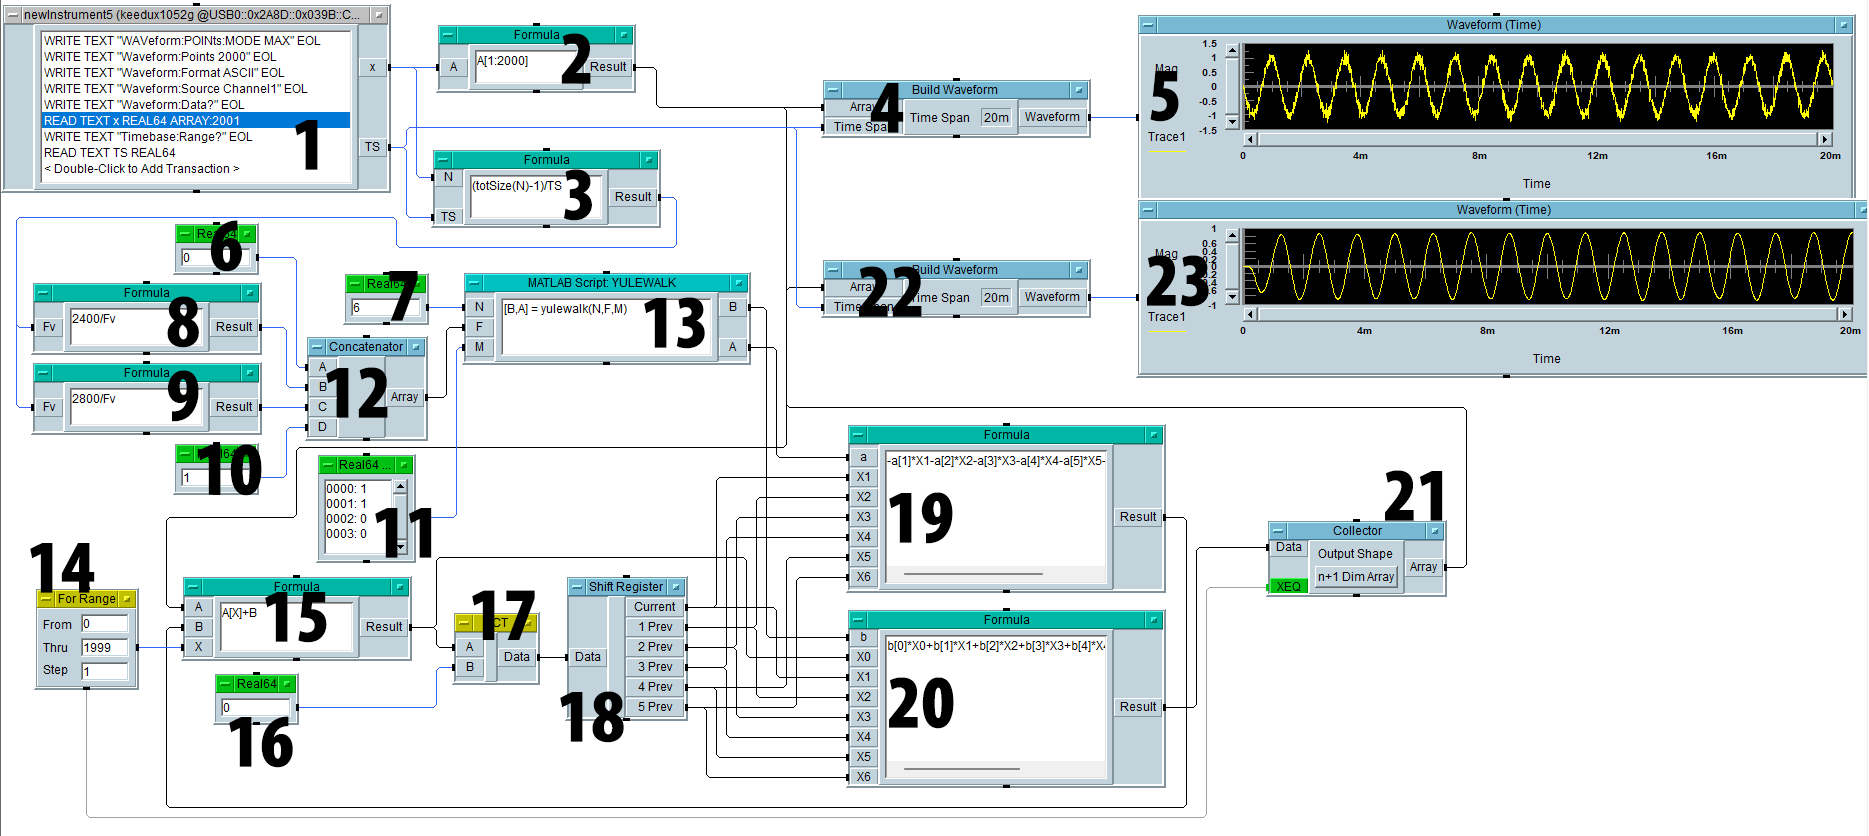 newInstrument5 (keedux1052g @USB0::0x2A8D::0x039B::C...
WRITE TEXT "WAVeform:POINts:MODE MAX" EOL
WRITE TEXT "Waveform:Points 2000" EOL
WRITE TEXT "Waveform:Format ASCII" EOL
WRITE TEXT "Waveform:Source Channel1" EOL
WRITE TEXT "Waveform:Data?" EOL
READ TEXT x REAL64 ARRAY:2001
WRITE TEXT "Timebase:Range?" EOL
READ TEXT TS REAL64
< Double-Click to Add Transaction >
x
TS
1
Formula
A
A[1:2000]
Result
2
Formula
N
TS
(totSize(N)-1)/TS
Result
3
Build Waveform
Array
Time Span
Time Span
20m
Waveform
4
Waveform (Time)
Mag
Trace1
1.5
1
0.5
0
-0.5
-1
-1.5
0
4m
8m
12m
16m
20m
Time
5
0
6
6
7
Formula
Fv
2400/Fv
Result
8
Formula
Fv
2800/Fv
Result
9
1
10
Real64 ...
0000: 1
0001: 1
0002: 0
0003: 0
11
Concatenator
A
B
C
D
Array
12
MATLAB Script: YULEWALK
N
F
M
[B,A] = yulewalk(N,F,M)
B
A
13
14
For Range
From
0
Thru
1999
Step
1
Formula
A
B
X
A[X]+B
Result
15
Real64
0
16
A
B
Data
17
Shift Register
Data
Current
1 Prev
2 Prev
3 Prev
4 Prev
5 Prev
18
Formula
a
X1
X2
X3
X4
X5
X6
-a[1]*X1-a[2]*X2-a[3]*X3-a[4]*X4-a[5]*X5-
Result
19
Formula
b
X0
X1
X2
X3
X4
X5
X6
b[0]*X0+b[1]*X1+b[2]*X2+b[3]*X3+b[4]*X
Result
20
21
Collector
Data
XEQ
Output Shape
n+1 Dim Array
Array
Build Waveform
Array
Time Span
20m
Waveform
22
Waveform (Time)
Mag
Trace1
1
0.6
0.4
0.2
0
-1
0
4m
8m
12m
16m
20m
Time
23